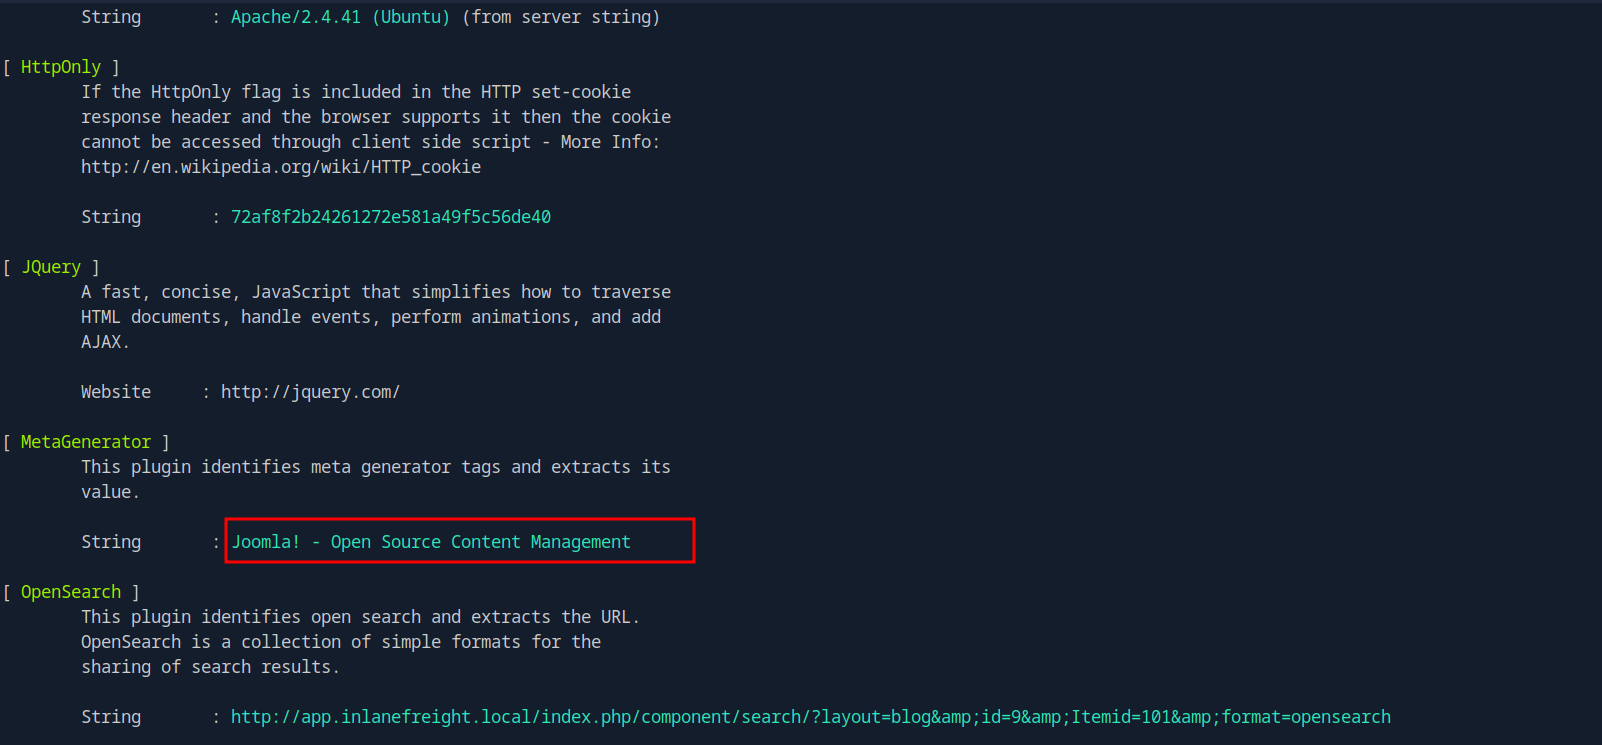 String : Apache/2.4.41 (Ubuntu) (from server string)
[ HttpOnly ]
If the HttpOnly flag is included in the HTTP set-cookie
response header and the browser supports it then the cookie
cannot be accessed through client side script - More Info:
http://en.wikipedia.org/wiki/HTTP_cookie
String : 72af8f2b24261272e581a49f5c56de40
[ JQuery ]
A fast, concise, JavaScript that simplifies how to traverse
HTML documents, handle events, perform animations, and add
AJAX.
Website : http://jquery.com/
[ MetaGenerator ]
This plugin identifies meta generator tags and extracts its
value.
String : Joomla! - Open Source Content Management
[ OpenSearch ]
This plugin identifies open search and extracts the URL.
OpenSearch is a collection of simple formats for the
sharing of search results.
String : http://app.inlanefreight.local/index.php/component/search/?layout=blog&amp;id=9&amp;Itemid=101&amp;format=opensearch